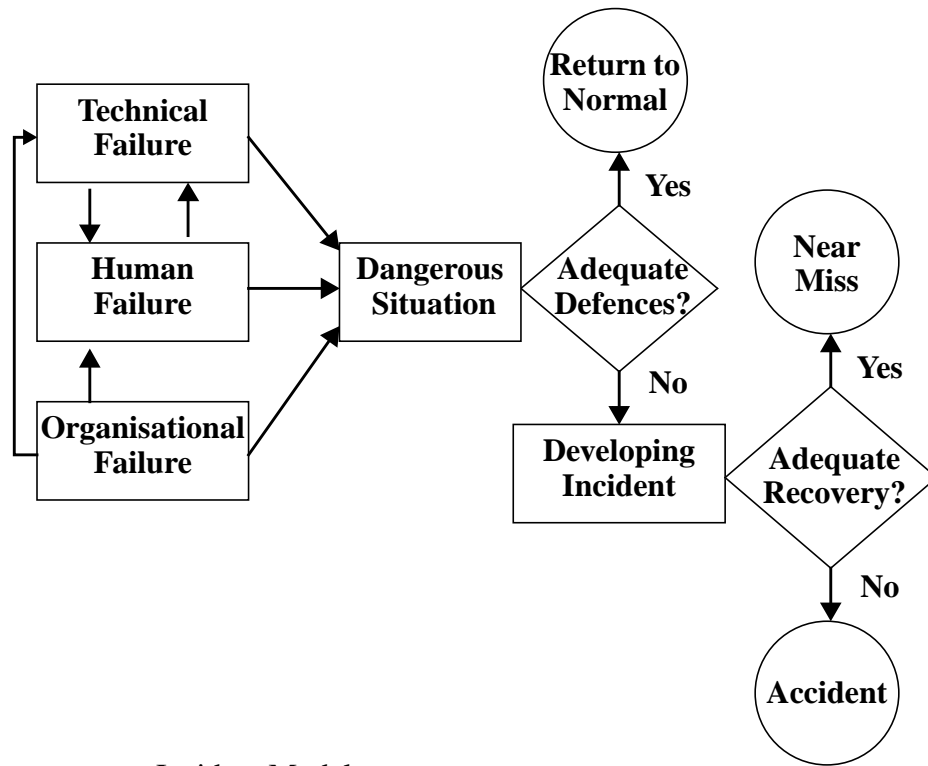 Return to
Normal
Technical
Failure
Yes
Human
Failure
Dangerous
Situation
Adequate
Defences?
Near
Miss
No
Yes
Organisational
Failure
Developing
Incident
Adequate
Recovery?
No
Accident